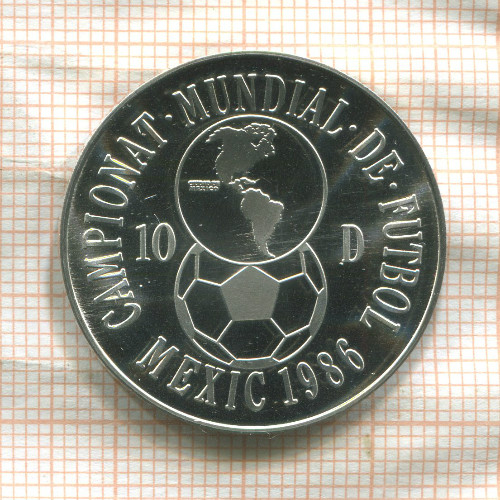 CAMPIONAT·MUNDIAL·DE·FUTBOL
10 D
MEXIC 1986